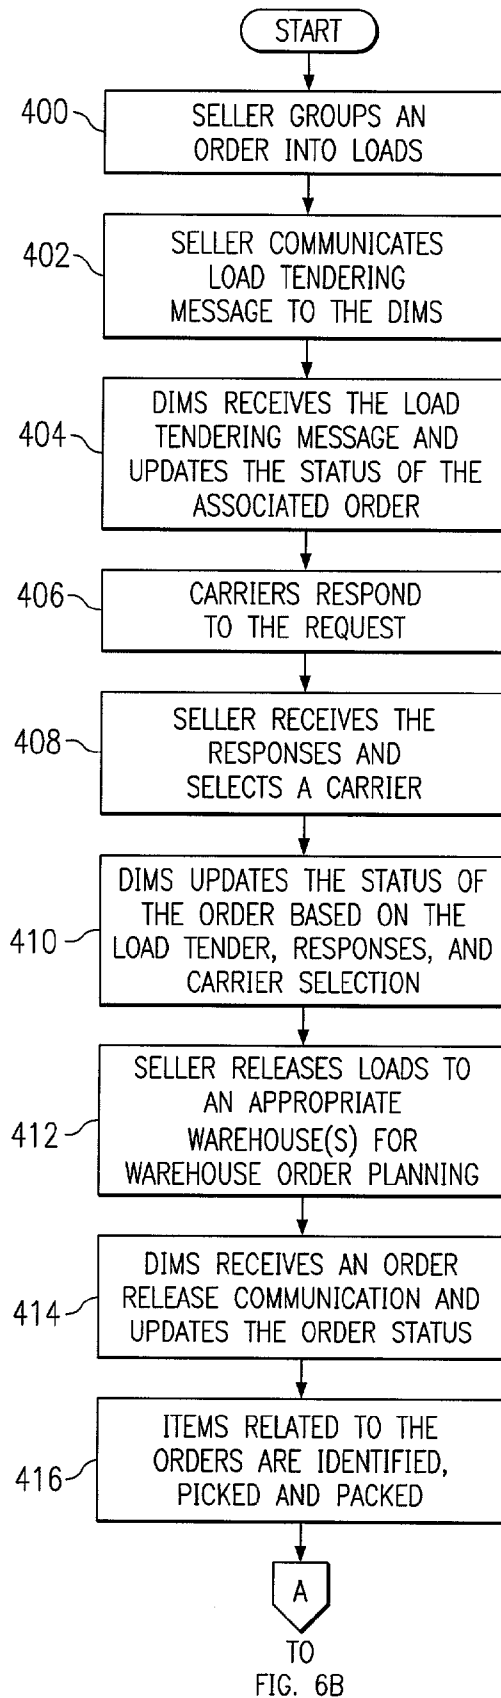 START
400
SELLER GROUPS AN
ORDER INTO LOADS
402
SELLER COMMUNICATES
LOAD TENDERING
MESSAGE TO THE DIMS
404
DIMS RECEIVES THE LOAD
TENDERING MESSAGE AND
UPDATES THE STATUS OF THE
ASSOCIATED ORDER
406
CARRIERS RESPOND
TO THE REQUEST
408
SELLER RECEIVES THE
RESPONSES AND
SELECTS A CARRIER
410
DIMS UPDATES THE STATUS OF
THE ORDER BASED ON THE
LOAD TENDER, RESPONSES, AND
CARRIER SELECTION
412
SELLER RELEASES LOADS TO
AN APPROPRIATE
WAREHOUSE(S) FOR
WAREHOUSE ORDER PLANNING
414
DIMS RECEIVES AN ORDER
RELEASE COMMUNICATION AND
UPDATES THE ORDER STATUS
416
ITEMS RELATED TO THE
ORDERS ARE IDENTIFIED,
PICKED AND PACKED
A
TO
FIG. 6B